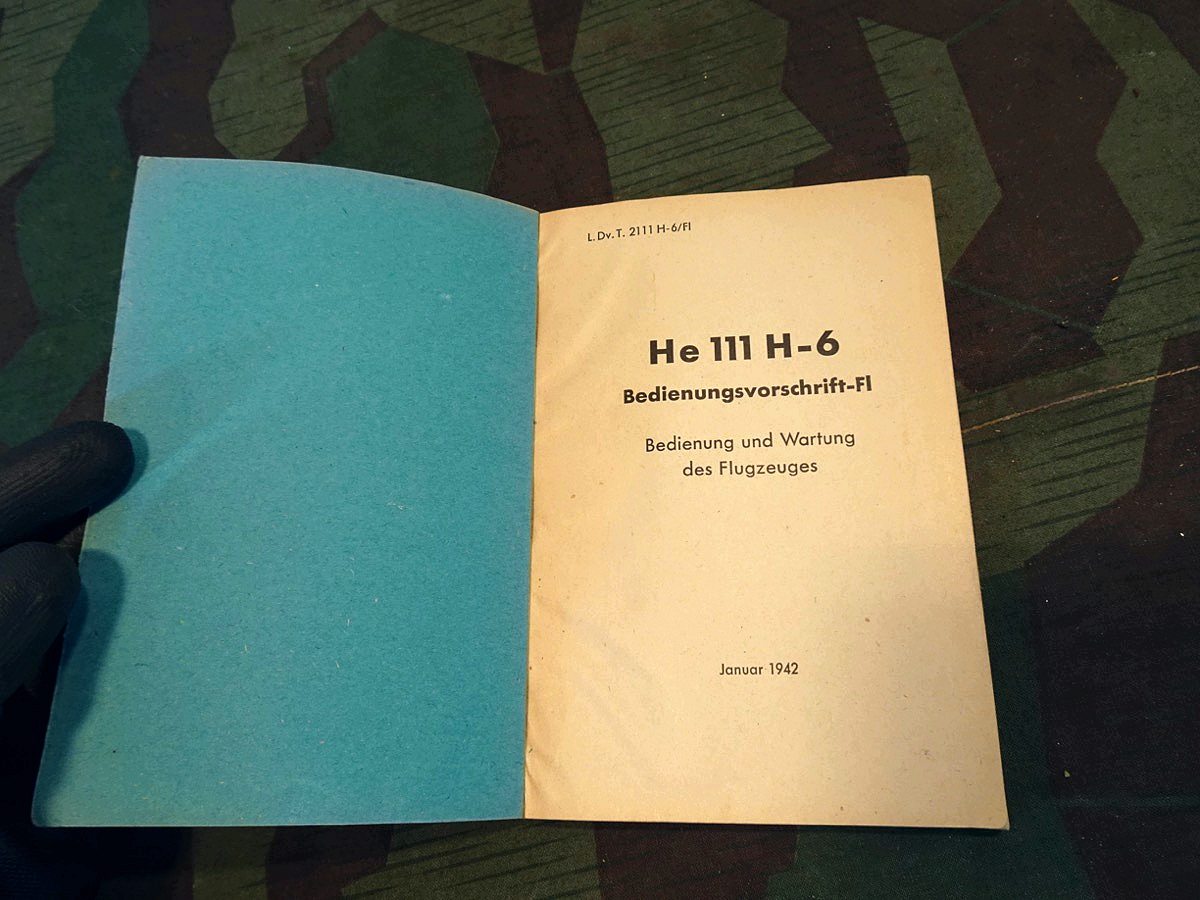 L.Dv.T. 2111 H-6/Fl
He 111 H-6
Bedienungsvorschrift-Fl
Bedienung und Wartung
des Flugzeuges
Januar 1942